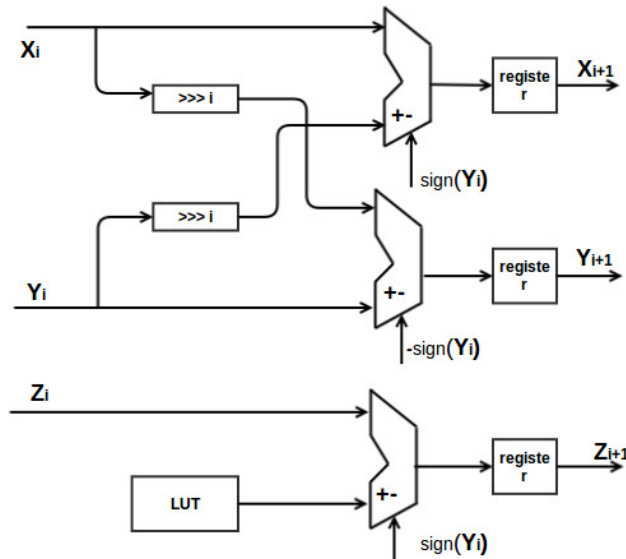 Xi
>>> i
+-
registe
r
Xi+1
sign(Yi)
>>> i
Yi
+-
registe
r
Yi+1
-sign(Yi)
Zi
LUT
+-
registe
r
Zi+1
sign(Yi)